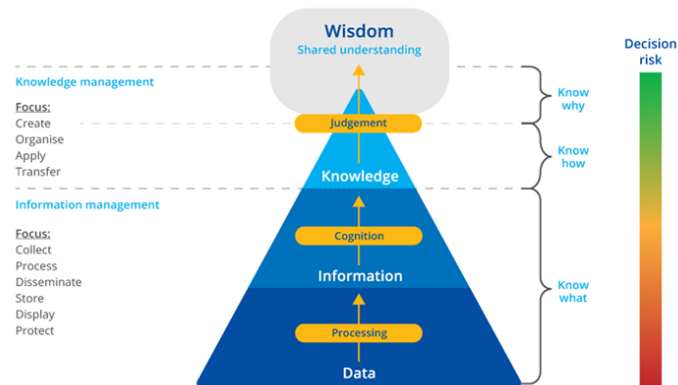 Wisdom
Shared understanding
Decision
risk
Knowledge management
Focus:
Create
Organise
Apply
Transfer
Know
why
Judgement
Know
how
Knowledge
Information management
Focus:
Collect
Process
Disseminate
Store
Display
Protect
Cognition
Information
Know
what
Processing
Data